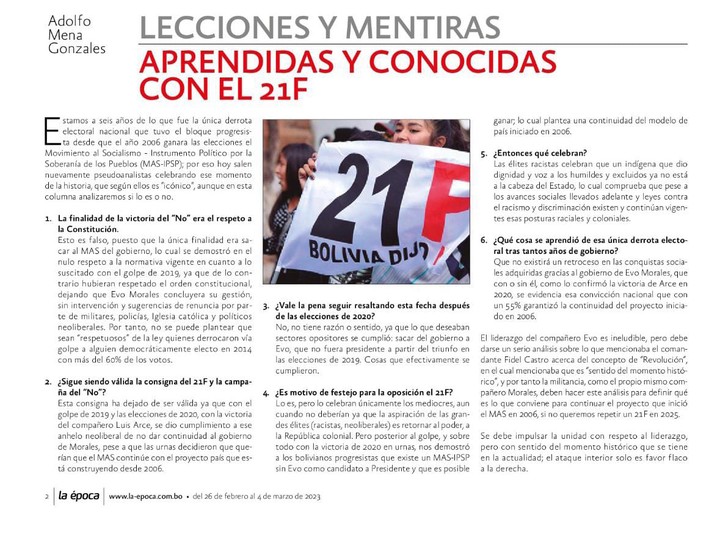 Adolfo
Mena
Gonzales
LECCIONES Y MENTIRAS
APRENDIDAS Y CONOCIDAS
CON EL 21F
Estamos a seis años de lo que fue la única derrota
electoral nacional que tuvo el bloque progresis-
ta desde que el año 2006 ganara las elecciones el
Movimiento al Socialismo - Instrumento Político por la
Soberanía de los Pueblos (MAS-IPSP); por eso hoy salen
nuevamente pseudoanalistas celebrando ese momento
de la historia, que según ellos es "icónico", aunque en esta
columna analizaremos si lo es o no.
1. La finalidad de la victoria del "No" era el respeto a
la Constitución.
Esto es falso, puesto que la única finalidad era sa-
car al MAS del gobierno, lo cual se demostró en el
nulo respeto a la normativa vigente en cuanto a lo
suscitado con el golpe de 2019, ya que de lo con-
trario hubieran respetado el orden constitucional,
dejando que Evo Morales concluyera su gestión,
sin intervención y sugerencias de renuncia por par-
te de militares, policías, Iglesia católica y políticos
neoliberales. Por tanto, no se puede plantear que
sean "respetuosos" de la ley quienes derrocaron vía
golpe a alguien democráticamente electo en 2014
con más del 60% de los votos.
2. ¿Sigue siendo válida la consigna del 21F y la campa-
ña del "No"?
Esta consigna ha dejado de ser válida ya que con el
golpe de 2019 y las elecciones de 2020, con la victoria
del compañero Luis Arce, se dio cumplimiento a ese
anhelo neoliberal de no dar continuidad al gobierno
de Morales, pese a que las urnas decidieron que que-
rían que el MAS continúe con el proyecto país que es-
tá construyendo desde 2006.
21F
BOLIVIA DIJO
3. ¿Vale la pena seguir resaltando esta fecha después
de las elecciones de 2020?
No, no tiene razón o sentido, ya que lo que deseaban
sectores opositores se cumplió: sacar del gobierno a
Evo, que no fuera presidente a partir del triunfo en
las elecciones de 2019. Cosas que efectivamente se
cumplieron.
4. ¿Es motivo de festejo para la oposición el 21F?
Lo es, pero lo celebran únicamente los mediocres, aun
cuando no deberían ya que la aspiración de las gran-
des élites (racistas, neoliberales) es retornar al poder, a
la República colonial. Pero posterior al golpe, y sobre
todo con la victoria de 2020 en urnas, nos demostró
a los bolivianos progresistas que existe un MAS-IPSP
sin Evo como candidato a Presidente y que es posible
ganar; lo cual plantea una continuidad del modelo de
país iniciado en 2006.
5. ¿Entonces qué celebran?
Las élites racistas celebran que un indígena que dio
dignidad y voz a los humildes y excluidos ya no está
a la cabeza del Estado, lo cual comprueba que pese a
los avances sociales llevados adelante y leyes contra
el racismo y discriminación existen y continúan vigen-
tes esas posturas raciales y coloniales.
6. ¿Qué cosa se aprendió de esa única derrota electo-
ral tras tantos años de gobierno?
Que no existirá un retroceso en las conquistas socia-
les adquiridas gracias al gobierno de Evo Morales, que
con o sin él, como lo confirmó la victoria de Arce en
2020, se evidencia esa convicción nacional que con
un 55% garantizó la continuidad del proyecto inicia-
do en 2006.
El liderazgo del compañero Evo es ineludible, pero debe
darse un serio análisis sobre lo que mencionaba el coman-
dante Fidel Castro acerca del concepto de "Revolución",
en el cual mencionaba que es "sentido del momento histó-
rico", y por tanto la militancia, como el propio mismo com-
pañero Morales, deben hacer este análisis para definir qué
es lo que conviene para continuar el proyecto que inició
el MAS en 2006, si no queremos repetir un 21F en 2025.
Se debe impulsar la unidad con respeto al liderazgo,
pero con sentido del momento histórico que se tiene
en la actualidad; el ataque interior solo es favor flaco
a la derecha.
2 la época www.la-epoca.com.bo • del 26 de febrero al 4 de marzo de 2023